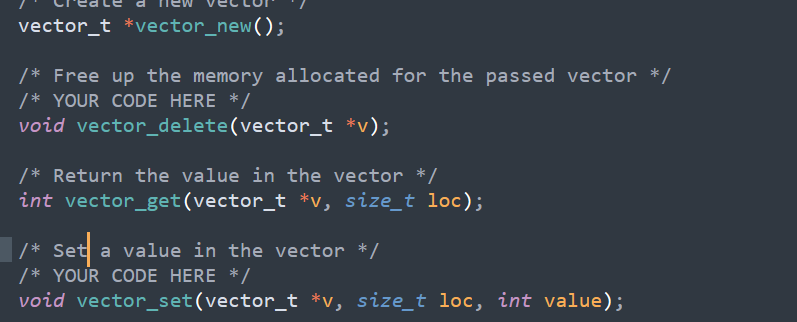 /* Create a new vector */
vector_t *vector_new();
/* Free up the memory allocated for the passed vector */
/* YOUR CODE HERE */
void vector_delete(vector_t *v);
/* Return the value in the vector */
int vector_get(vector_t *v, size_t loc);
/* Set a value in the vector */
/* YOUR CODE HERE */
void vector_set(vector_t *v, size_t loc, int value);